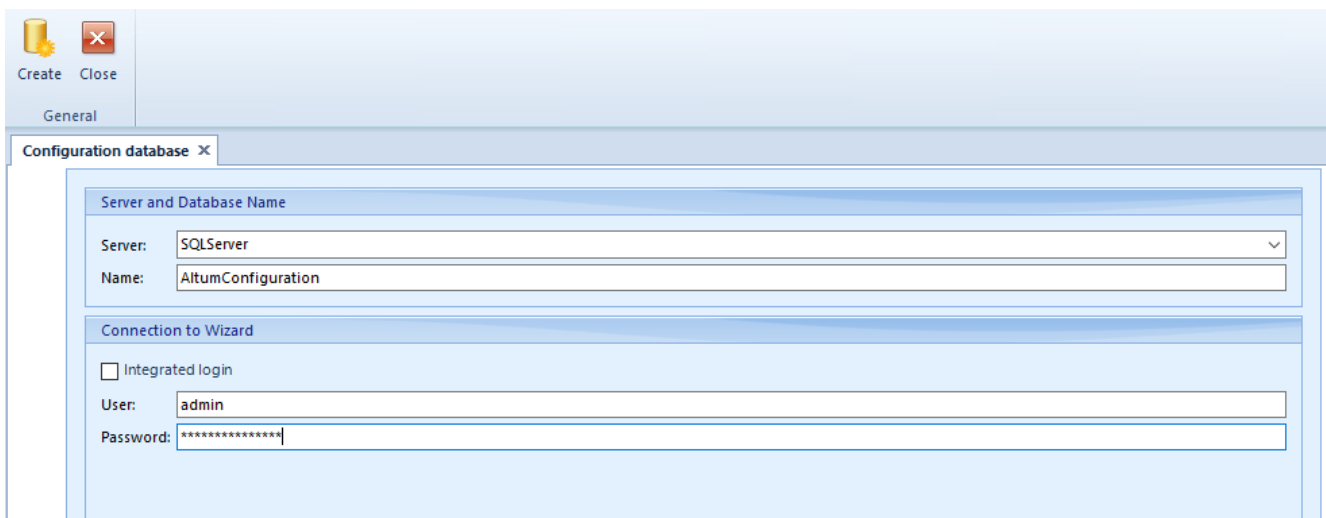 Create Close
General
Configuration database X
Server and Database Name
Server: SQLServer
Name: AltumConfiguration
Connection to Wizard
Integrated login
User: admin
Password: ***************